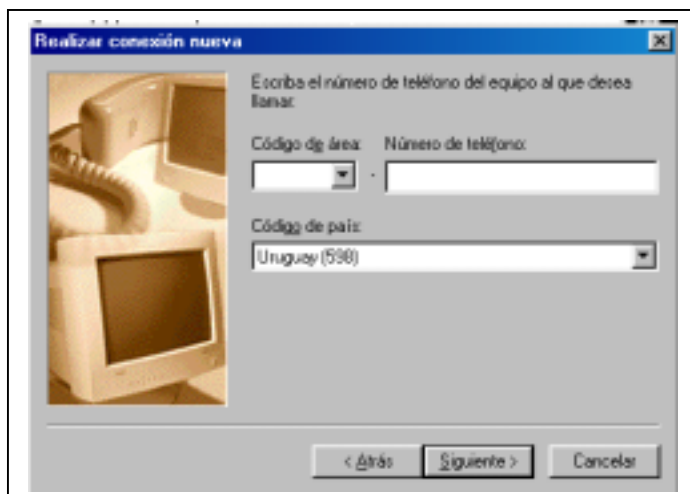 Realizar conexión nueva
Escriba el número de teléfono del equipo al que desea
llamar:
Código de área: Número de teléfono:
-
Código de país:
Uruguay (598)
< Atrás Siguiente > Cancelar